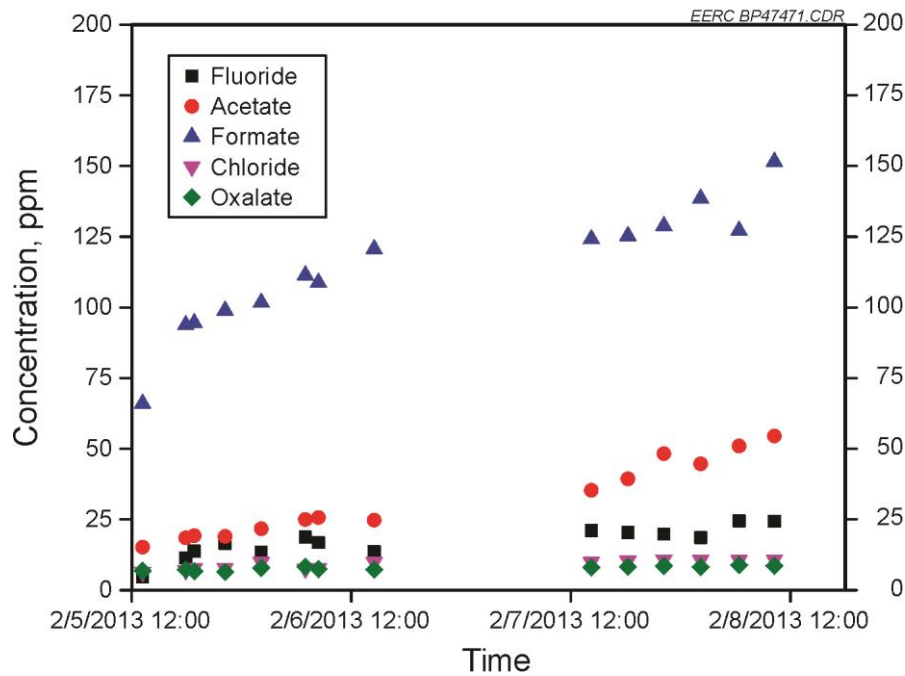 EERC BP47471.CDR
200
175
150
125
100
75
50
25
0
200
175
150
125
100
75
50
25
0
Fluoride
Acetate
Formate
Chloride
Oxalate
Concentration, ppm
2/5/2013 12:00 2/6/2013 12:00 2/7/2013 12:00 2/8/2013 12:00
Time